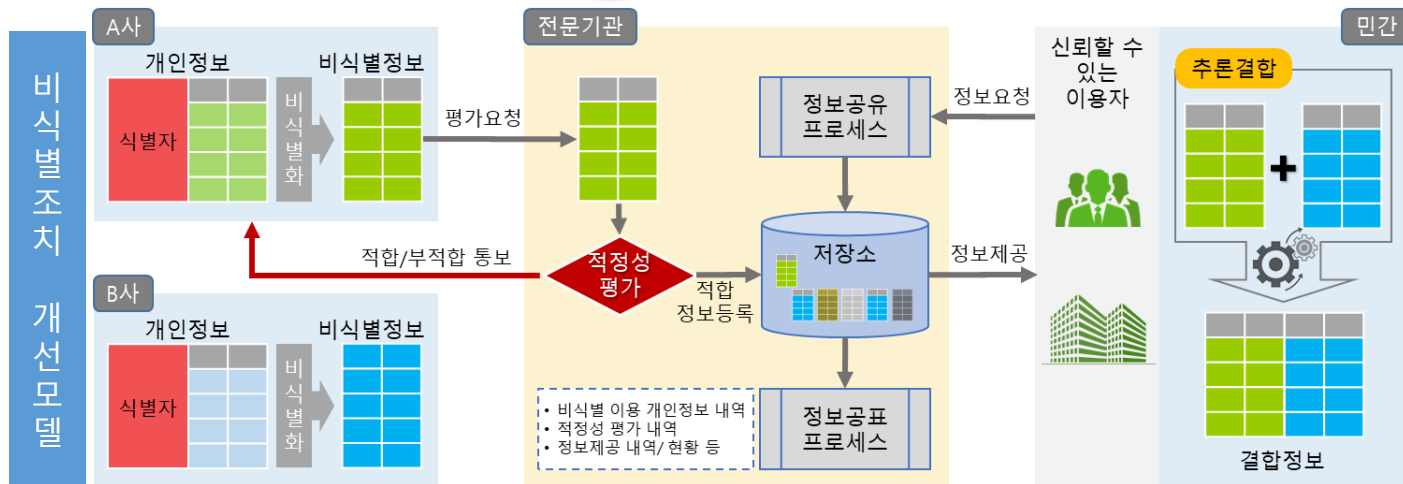 비식별조치 개선모델
A사
개인정보
비식별정보
식별자
비식별화
평가요청
적합/부적합 통보
B사
개인정보
비식별정보
식별자
비식별화
전문기관
적정성
평가
적합
정보등록
정보공유
프로세스
저장소
정보공표
프로세스
• 비식별 이용 개인정보 내역
• 적정성 평가 내역
• 정보제공 내역/ 현황 등
정보요청
정보제공
신뢰할 수
있는
이용자
민간
추론결합
+
결합정보